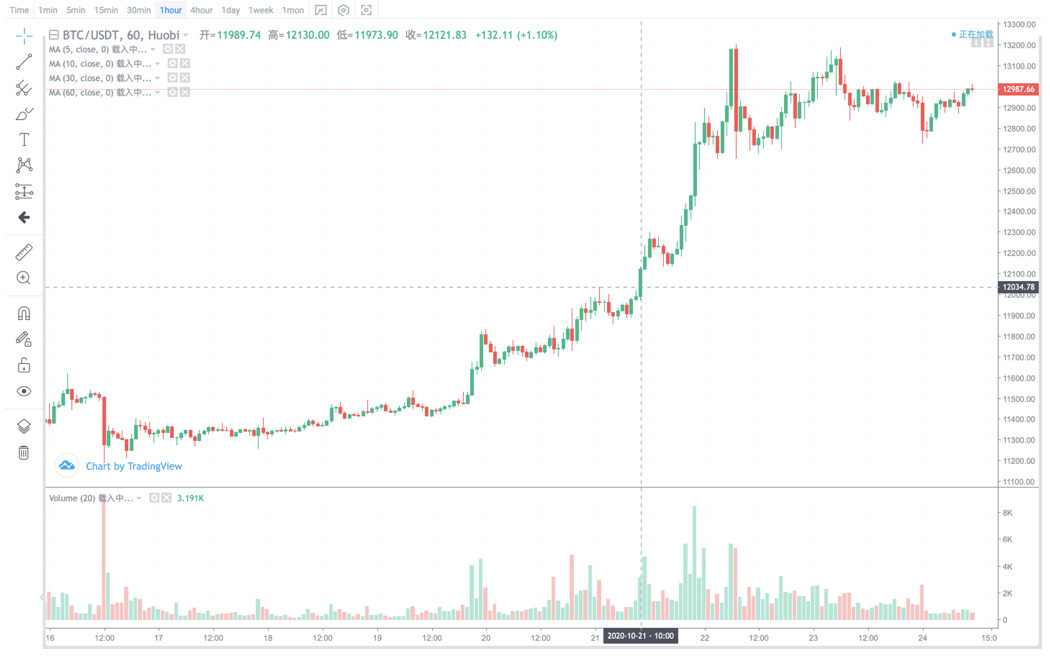 Time 1min 5min 15min 30min 1hour 4hour 1day 1week 1mon
BTC/USDT, 60, Huobi 开=11989.74 高=12130.00 低=11973.90 收=12121.83 +132.11 (+1.10%)
正在加载
MA (5, close, 0) 载入中...
MA (10, close, 0) 载入中...
MA (30, close, 0) 载入中...
MA (60, close, 0) 载入中...
13300.00
13200.00
13100.00
12987.66
12900.00
12800.00
12700.00
12600.00
12500.00
12400.00
12300.00
12200.00
12100.00
12034.78
12000.00
11900.00
11800.00
11700.00
11600.00
11500.00
11400.00
11300.00
11200.00
11100.00
Chart by TradingView
Volume (20) 载入中... 3.191K
8K
6K
4K
2K
0
16 12:00 17 12:00 18 12:00 19 12:00 20 12:00 21 2020-10-21 - 10:00 22 12:00 23 12:00 24 15:0